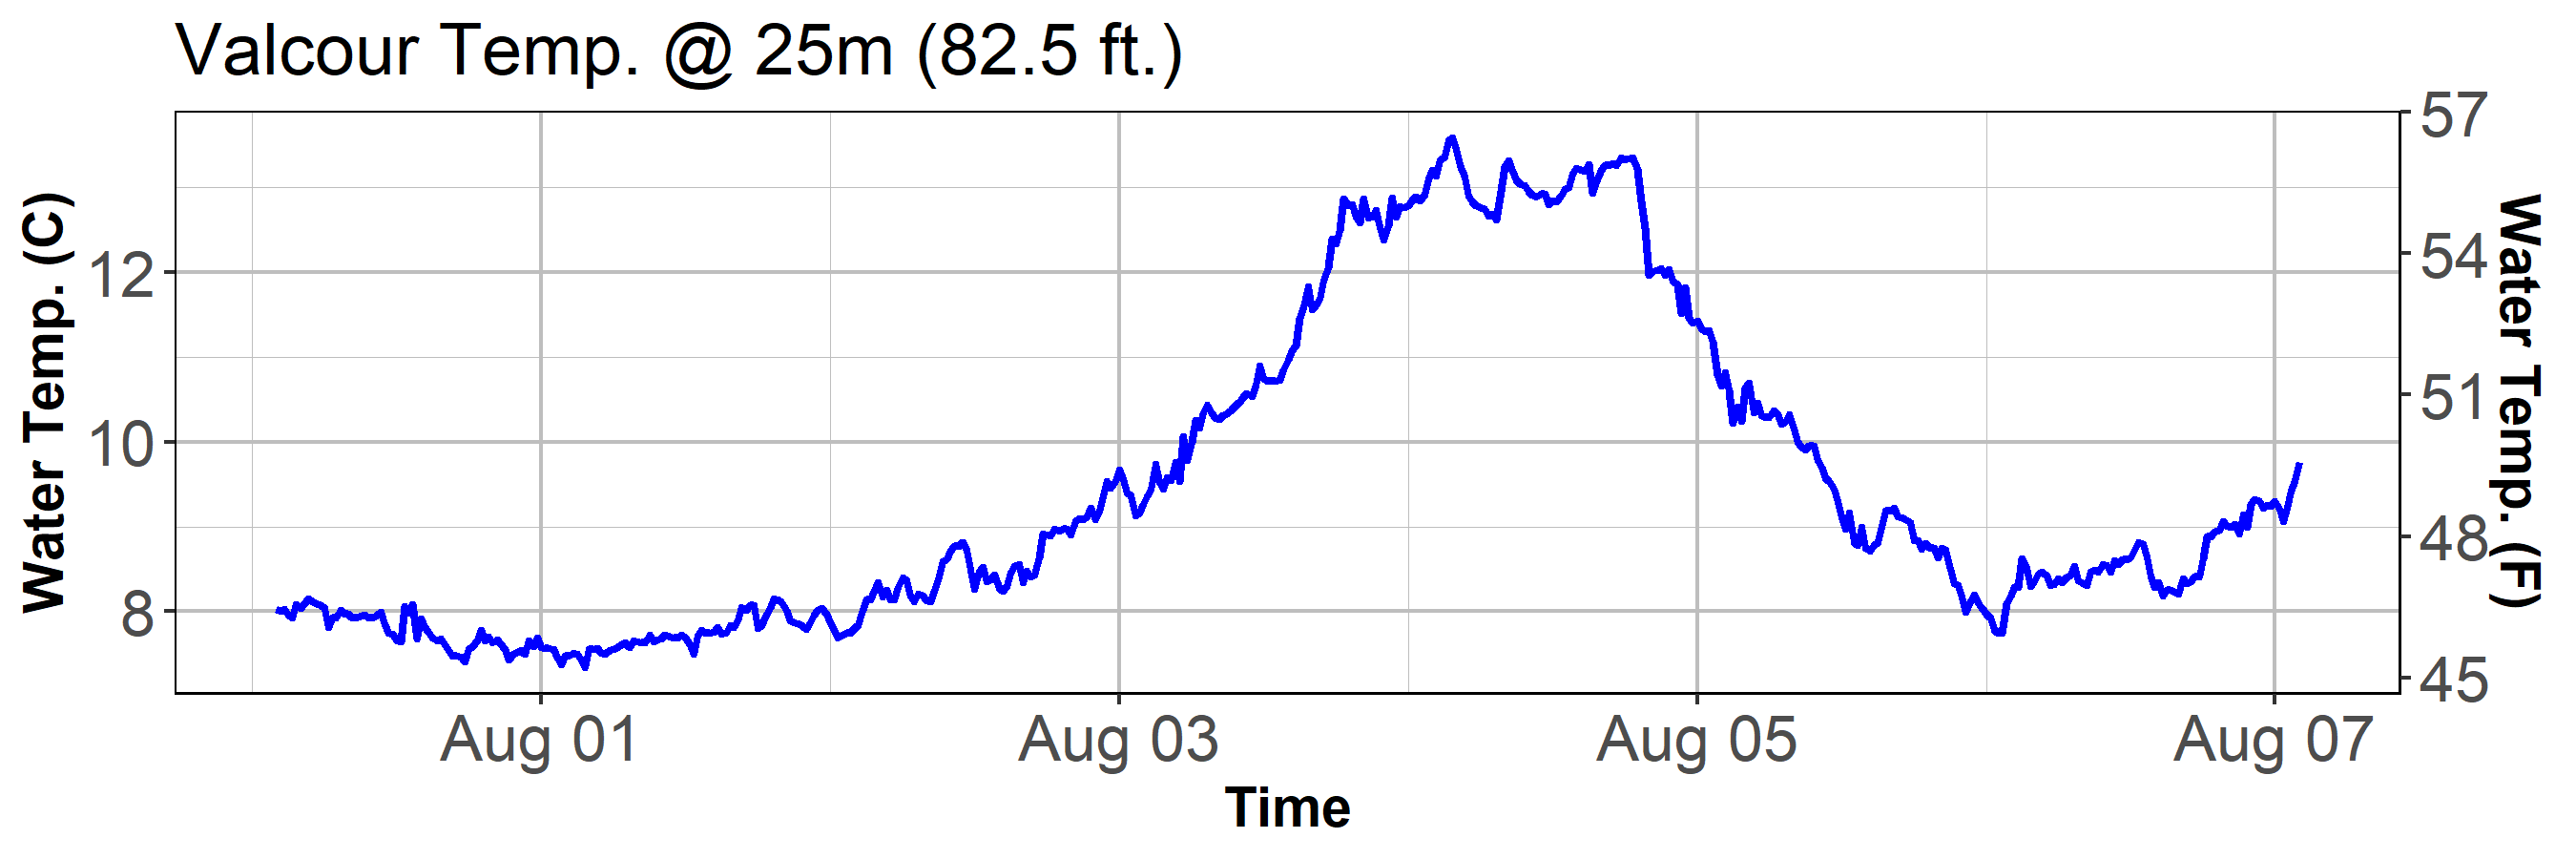 Valcour Temp. @ 25m (82.5 ft.)
Water Temp. (C)
12
10
8
57
54
51
48
45
Water Temp. (F)
Aug 01 Aug 03 Aug 05 Aug 07
Time